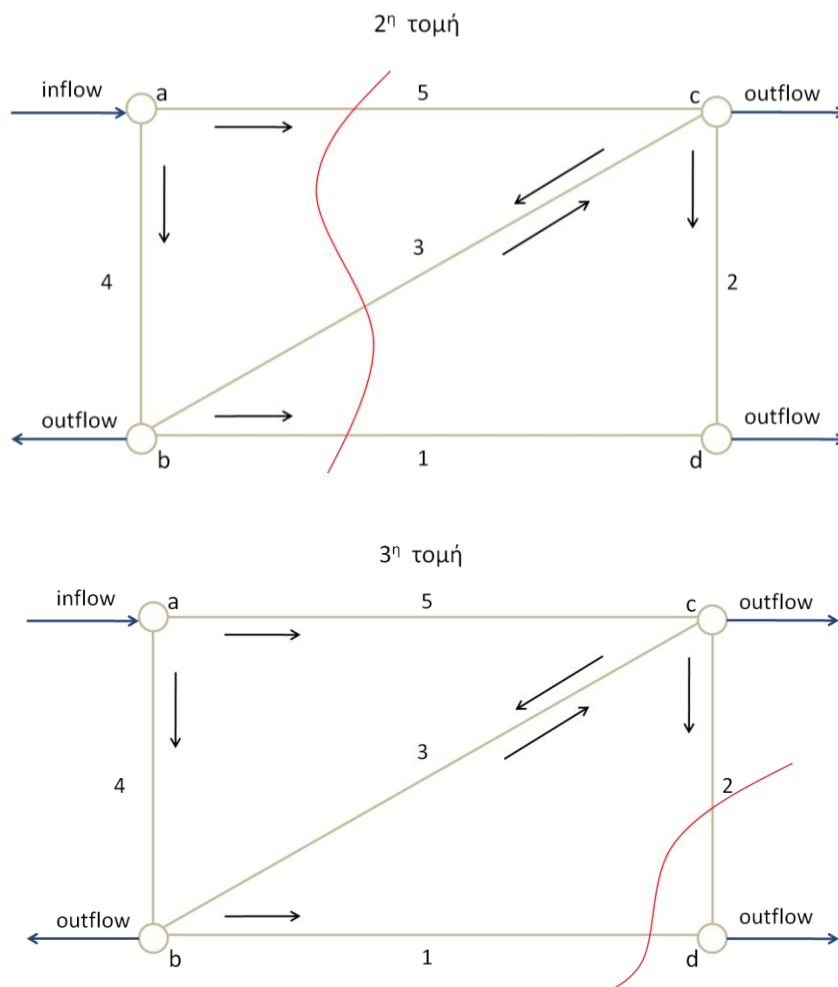 2η τομή
inflow a 5 c outflow
3
4 2
outflow outflow
b 1 d
3η τομή
inflow a 5 c outflow
3
4 2
outflow outflow
b 1 d